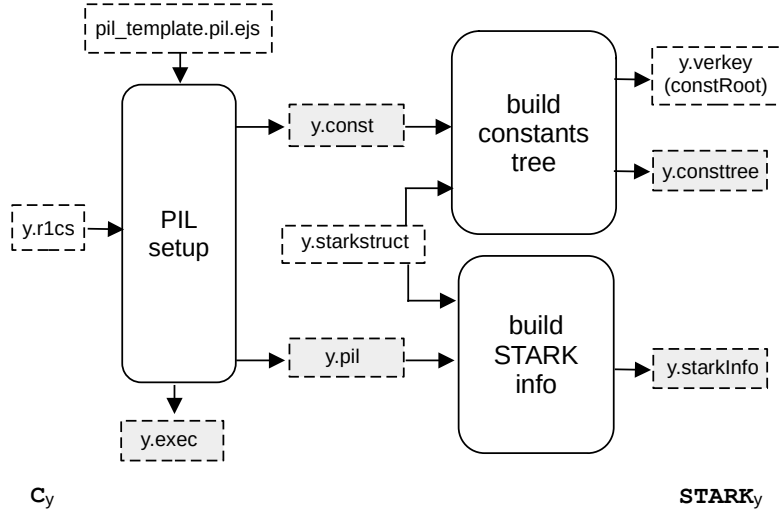 pil_template.pil.ejs
y.verkey
(constRoot)
build
constants
tree
y.const
y.consttree
y.r1cs
PIL
setup
y.starkstruct
build
STARK
info
y.pil
y.starkInfo
y.exec
Cy
STARKy